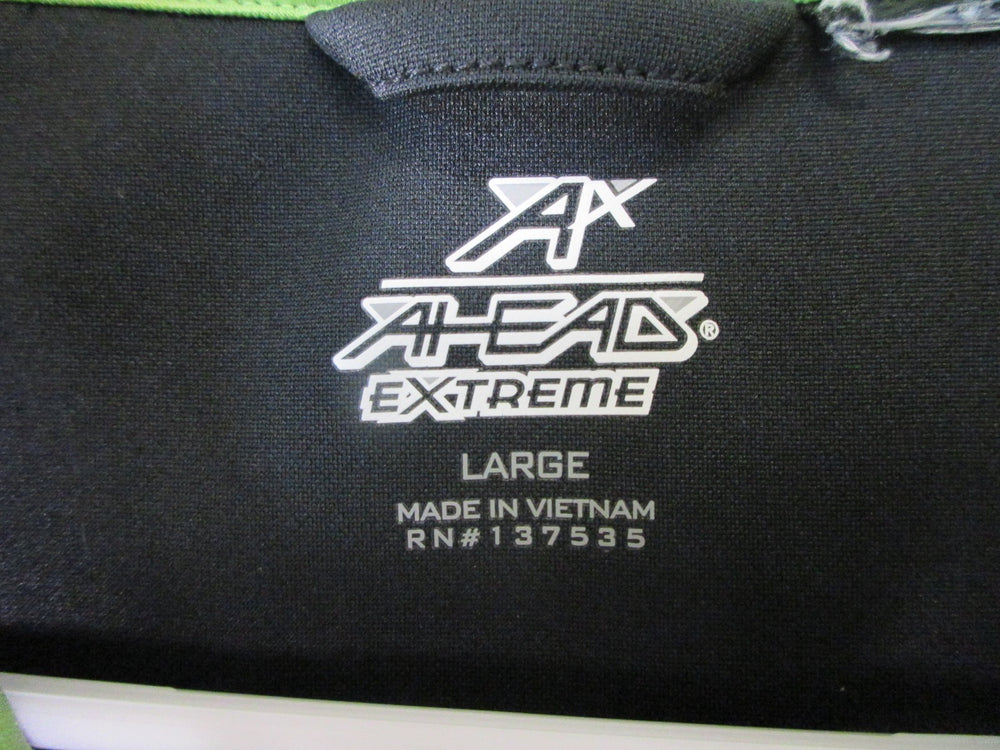 AX
AHEAD®
EXTREME
LARGE
MADE IN VIETNAM
RN#137535